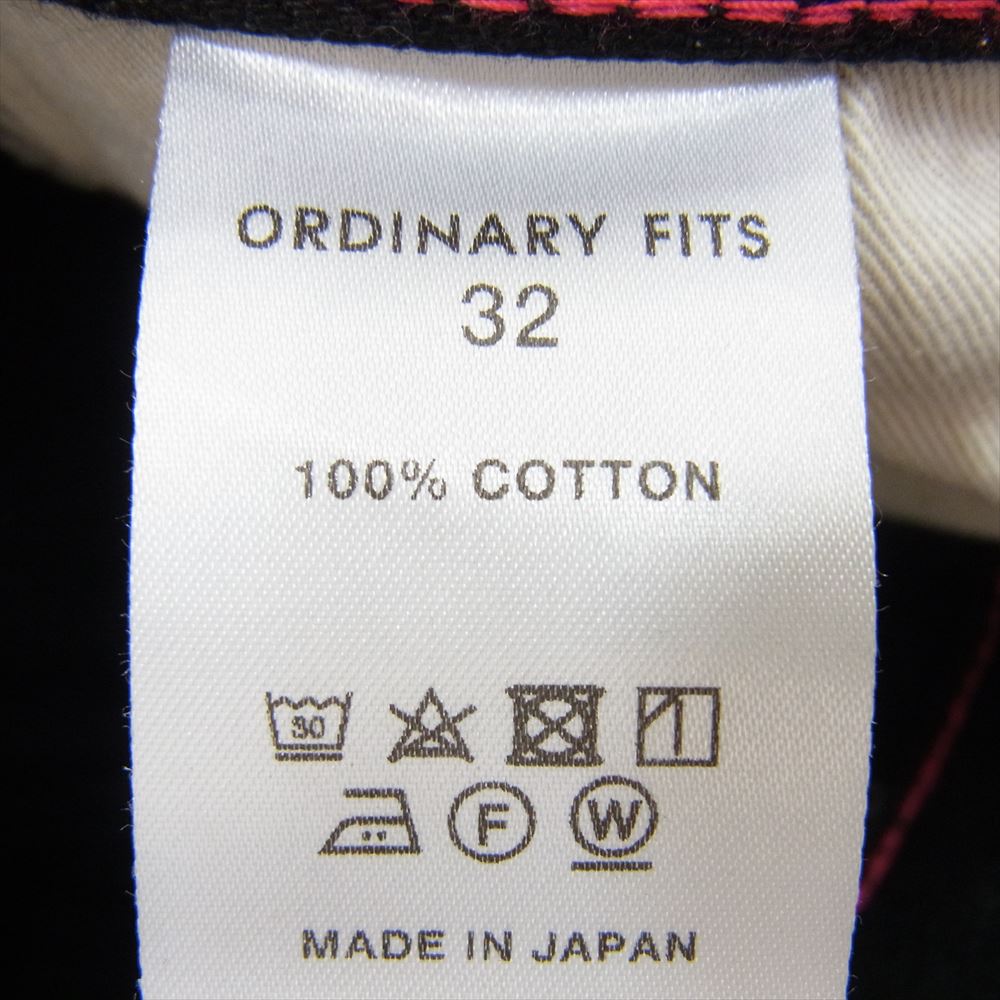 ORDINARY FITS
32
100% COTTON
30
F W
MADE IN JAPAN